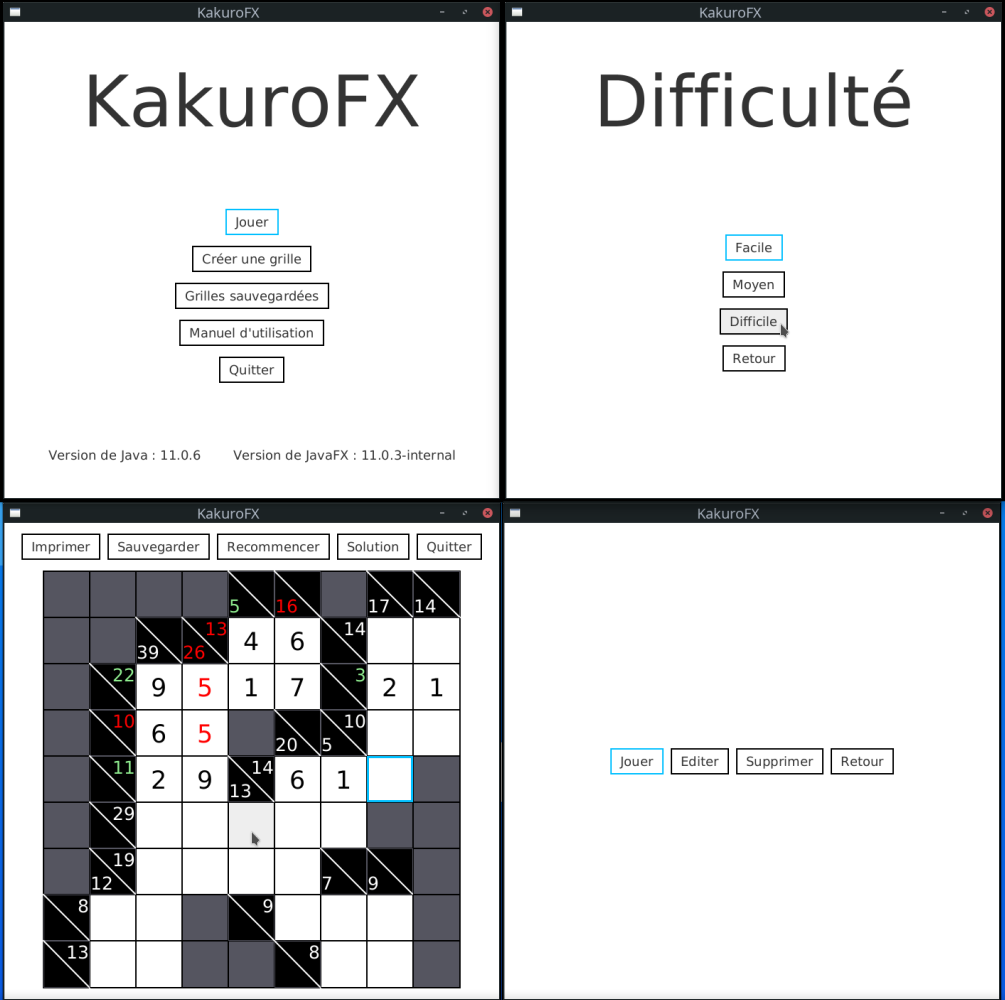 KakuroFX
KakuroFX
Jouer
Créer une grille
Grilles sauvegardées
Manuel d'utilisation
Quitter
Version de Java : 11.0.6 Version de JavaFX : 11.0.3-internal
KakuroFX
Difficulté
Facile
Moyen
Difficile
Retour
KakuroFX
Imprimer Sauvegarder Recommencer Solution Quitter
5 16 17 14
39 13 26 4 6 14
22 9 5 1 7 3 2 1
10 6 5 20 10 5
11 2 9 14 13 6 1
29
19 12 7 9
8 9
13 8
KakuroFX
Jouer Editer Supprimer Retour